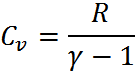 C_v = R / (γ − 1)